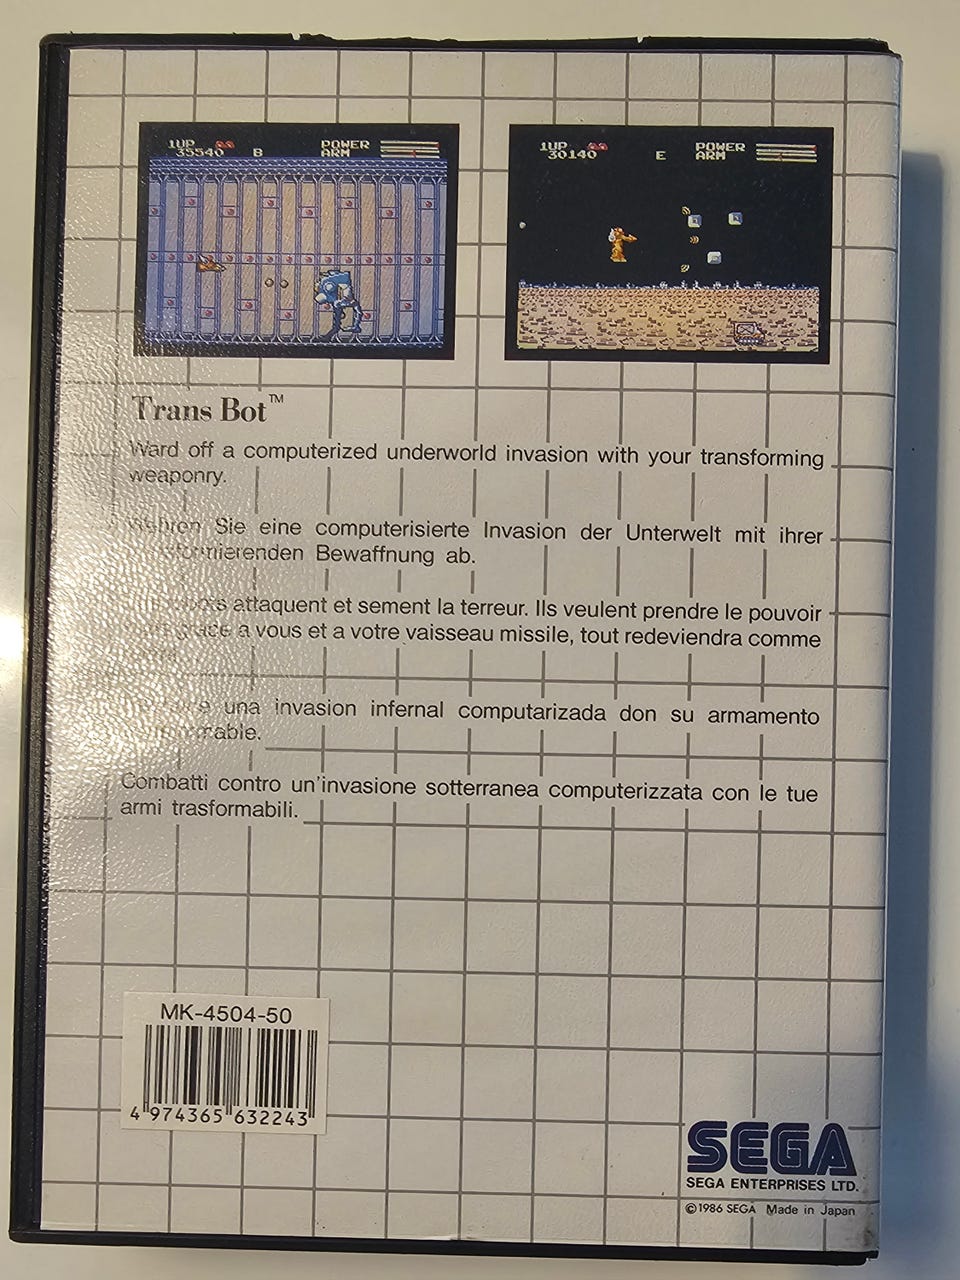 1UP
35540 B
POWER
ARM
1UP
30140 E
POWER
ARM
Trans Bot™
Ward off a computerized underworld invasion with your transforming
weaponry.
Sie eine computerisierte Invasion der Unterwelt mit ihrer
Bewaffnung ab.
attaquent et sement la terreur. Ils veulent prendre le pouvoir
a vous et a votre vaisseau missile, tout redeviendra comme
una invasion infernal computarizada don su armamento
Combatti contro un'invasione sotterranea computerizzata con le tue
armi trasformabili.
MK-4504-50
4 974365 632243
SEGA
SEGA ENTERPRISES LTD.
©1986 SEGA Made in Japan